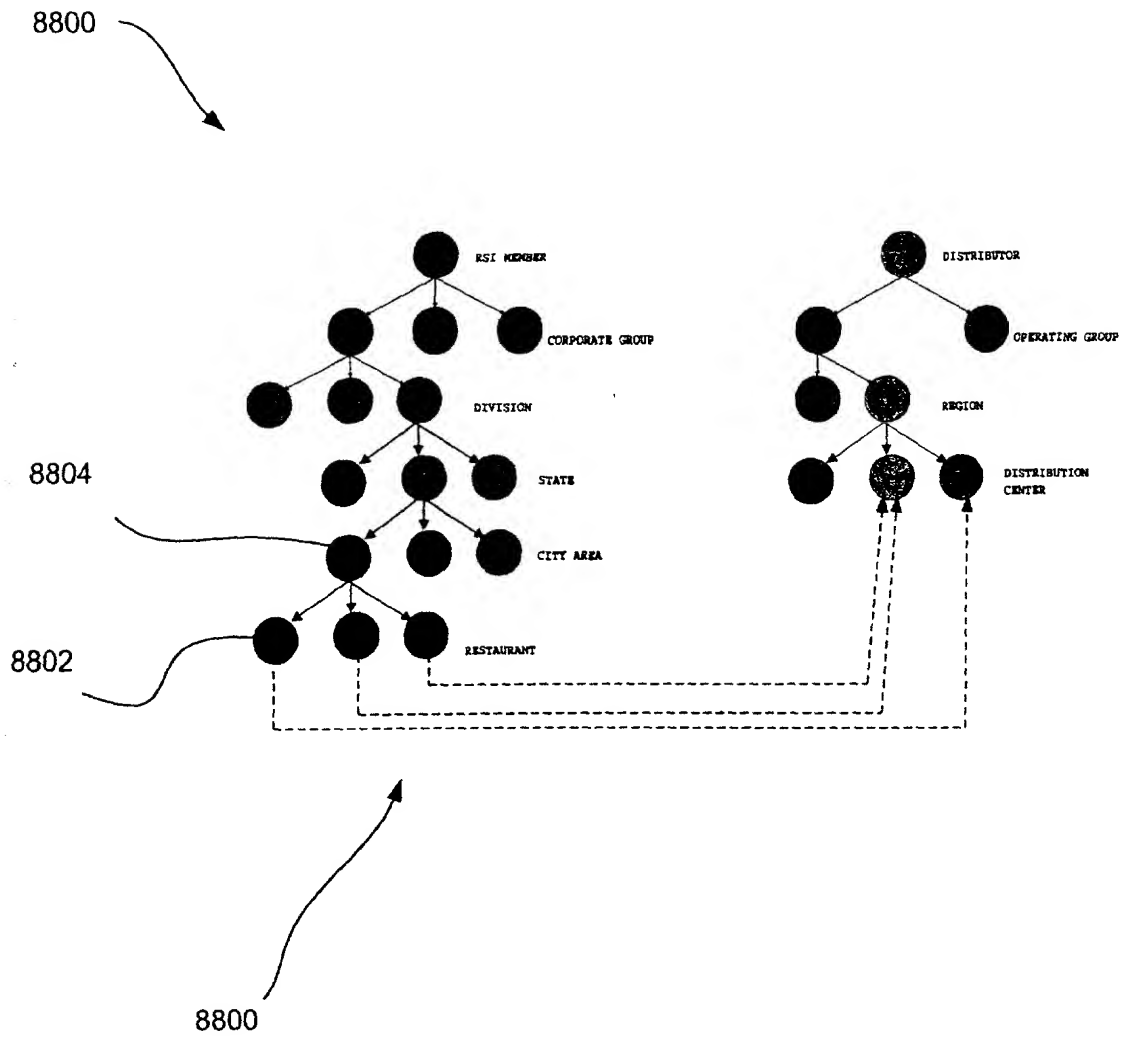 8800
RSI MEMBER
DISTRIBUTOR
CORPORATE GROUP
OPERATING GROUP
DIVISION
REGION
8804
STATE
DISTRIBUTION
CENTER
CITY AREA
8802
RESTAURANT
8800